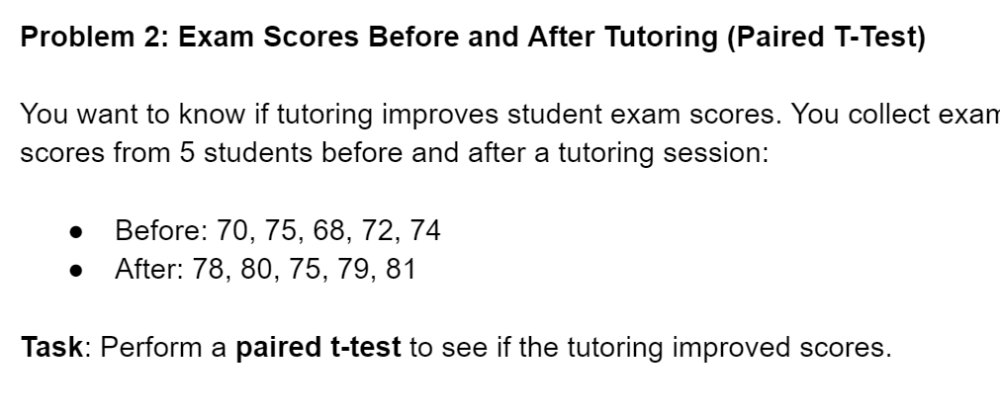 Problem 2: Exam Scores Before and After Tutoring (Paired T-Test)
You want to know if tutoring improves student exam scores. You collect exam
scores from 5 students before and after a tutoring session:
● Before: 70, 75, 68, 72, 74
● After: 78, 80, 75, 79, 81
Task: Perform a paired t-test to see if the tutoring improved scores.